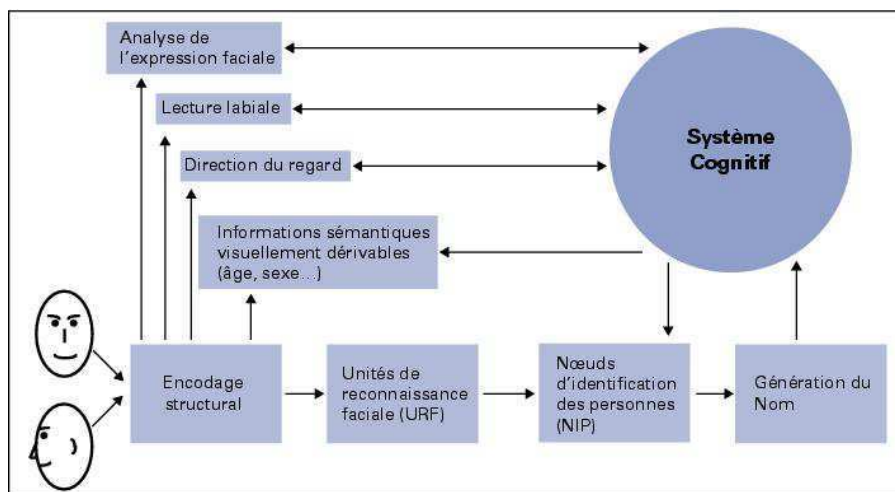 Analyse de
l'expression faciale
Lecture labiale
Direction du regard
Informations sémantiques
visuellement dérivables
(âge, sexe...)
Système
Cognitif
Encodage
structural
Unités de
reconnaissance
faciale (URF)
Nœuds
d'identification
des personnes
(NIP)
Génération du
Nom